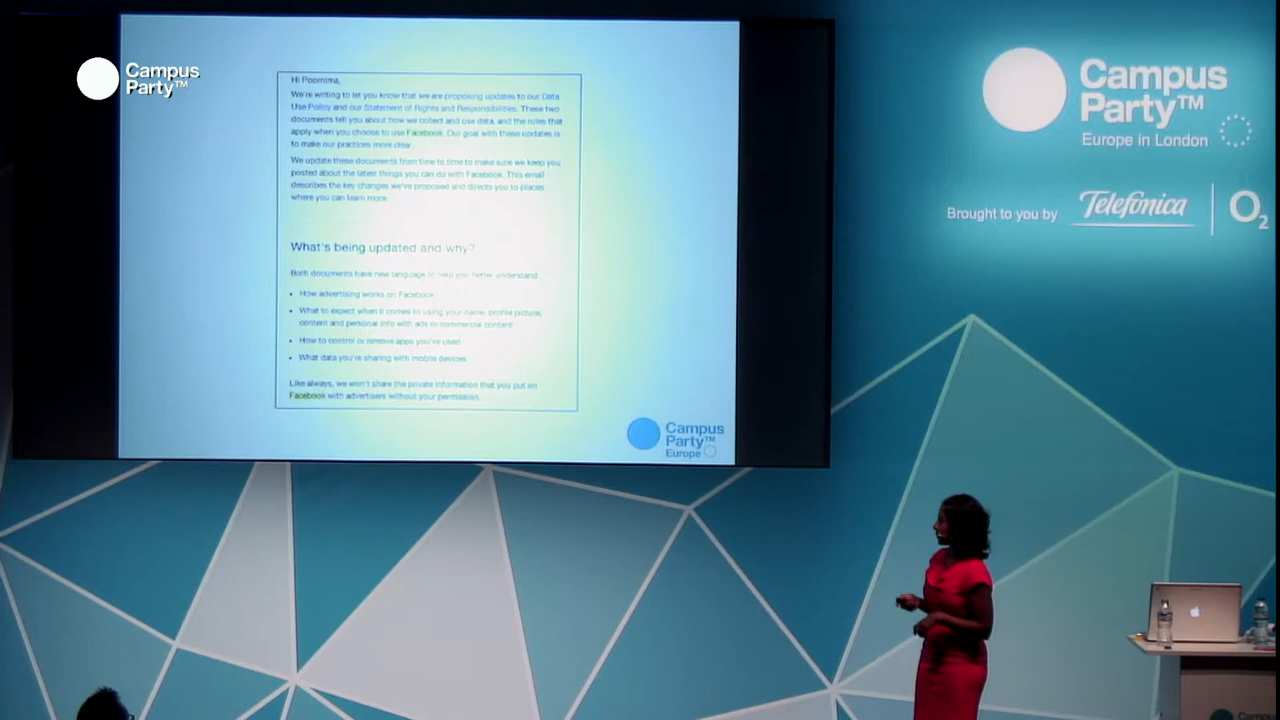 Campus
Party™
Hi Poornima,
We're writing to let you know that we are proposing updates to our Data
Use Policy and our Statement of Rights and Responsibilities. These two
documents tell you about how we collect and use data, and the rules that
apply when you choose to use Facebook. Our goal with these updates is
to make our practices more clear.
We update these documents from time to time to make sure we keep you
posted about the latest things you can do with Facebook. This email
describes the key changes we've proposed and directs you to places
where you can learn more.
What's being updated and why?
Both documents have new language to help you better understand:
• How advertising works on Facebook
• What to expect when it comes to using your name, profile picture,
content and personal info with ads or commercial content
• How to control or remove apps you've used
• What data you're sharing with mobile devices
Like always, we won't share the private information that you put on
Facebook with advertisers without your permission.
Campus
Party™
Europe
Campus
Party™
Europe in London
Brought to you by
Telefónica
O2